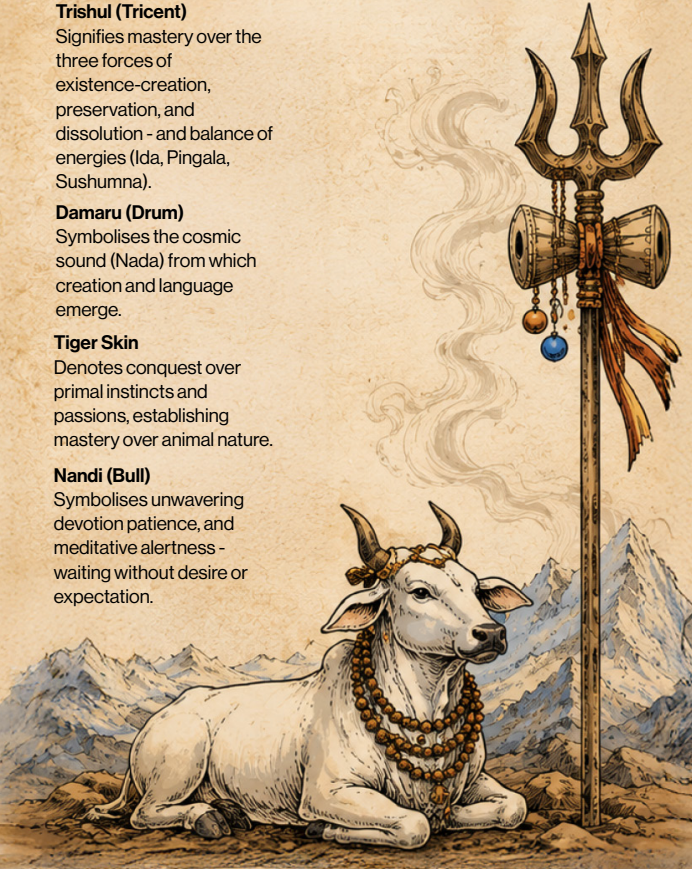 Trishul (Tricent)
Signifies mastery over the
three forces of
existence-creation,
preservation, and
dissolution - and balance of
energies (Ida, Pingala,
Sushumna).
Damaru (Drum)
Symbolises the cosmic
sound (Nada) from which
creation and language
emerge.
Tiger Skin
Denotes conquest over
primal instincts and
passions, establishing
mastery over animal nature.
Nandi (Bull)
Symbolises unwavering
devotion patience, and
meditative alertness -
waiting without desire or
expectation.